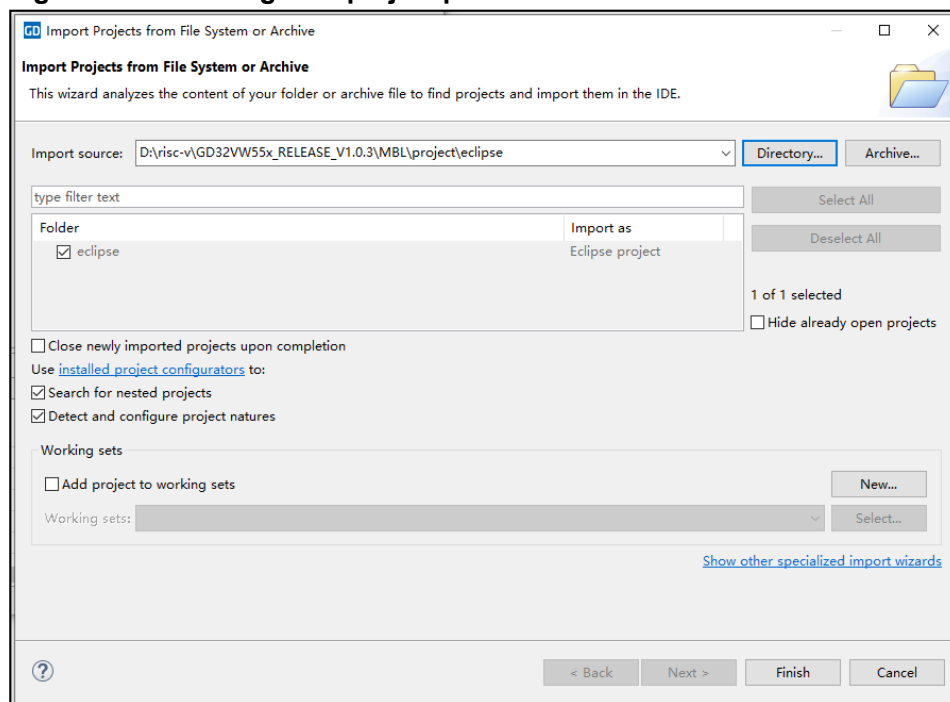 GD Import Projects from File System or Archive
Import Projects from File System or Archive
This wizard analyzes the content of your folder or archive file to find projects and import them in the IDE.
Import source: D:\risc-v\GD32VW55x_RELEASE_V1.0.3\MBL\project\eclipse Directory... Archive...
type filter text Select All
Folder Import as
Deselect All
eclipse Eclipse project
1 of 1 selected
Hide already open projects
Close newly imported projects upon completion
Use installed project configurators to:
Search for nested projects
Detect and configure project natures
Working sets
Add project to working sets New...
Working sets: Select...
Show other specialized import wizards
? < Back Next > Finish Cancel